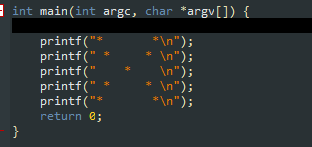 int main(int argc, char *argv[]) {
    printf("*       *\n");
    printf(" *     * \n");
    printf("    *    \n");
    printf(" *     * \n");
    printf("*       *\n");
    return 0;
}